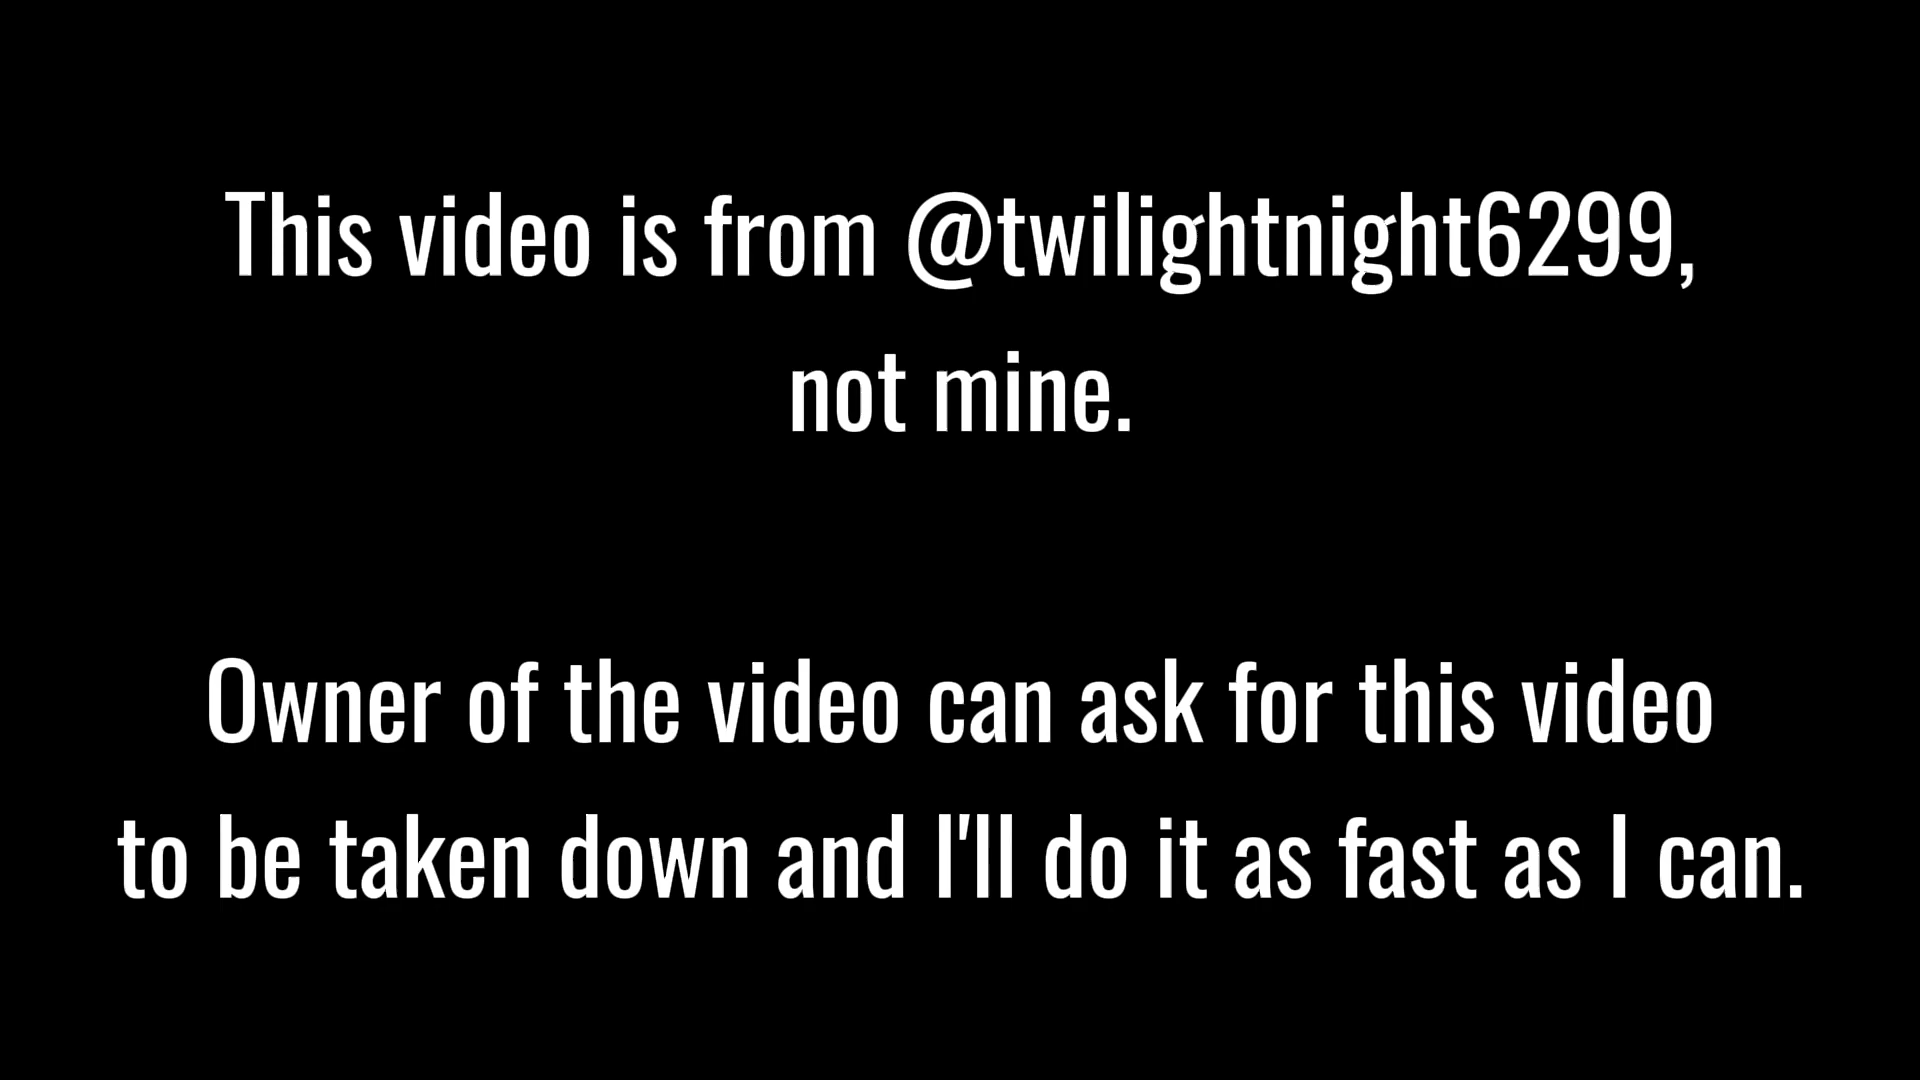 This video is from @twilightnight6299,
not mine.
Owner of the video can ask for this video
to be taken down and I'll do it as fast as I can.